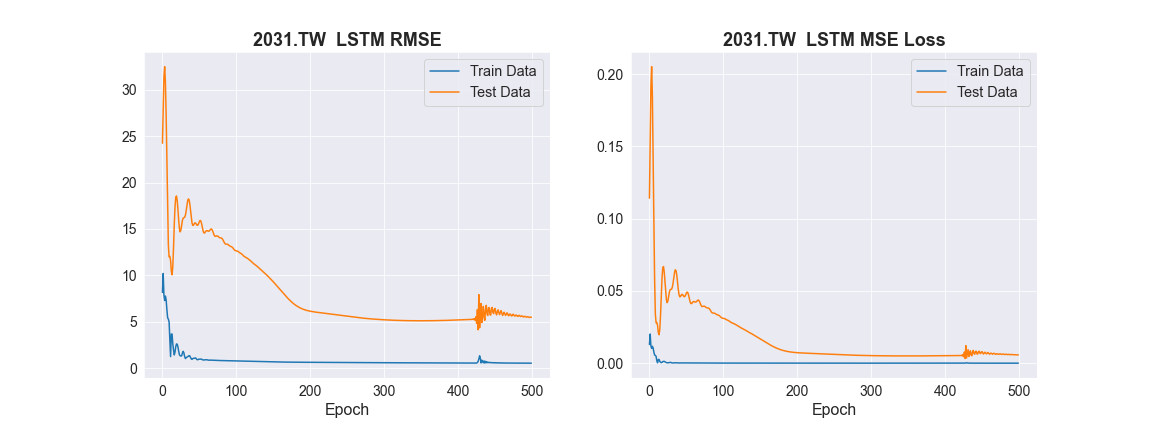 2031.TW  LSTM RMSE
Train Data
Test Data
30
25
20
15
10
5
0
0 100 200 300 400 500
Epoch
2031.TW  LSTM MSE Loss
Train Data
Test Data
0.20
0.15
0.10
0.05
0.00
0 100 200 300 400 500
Epoch